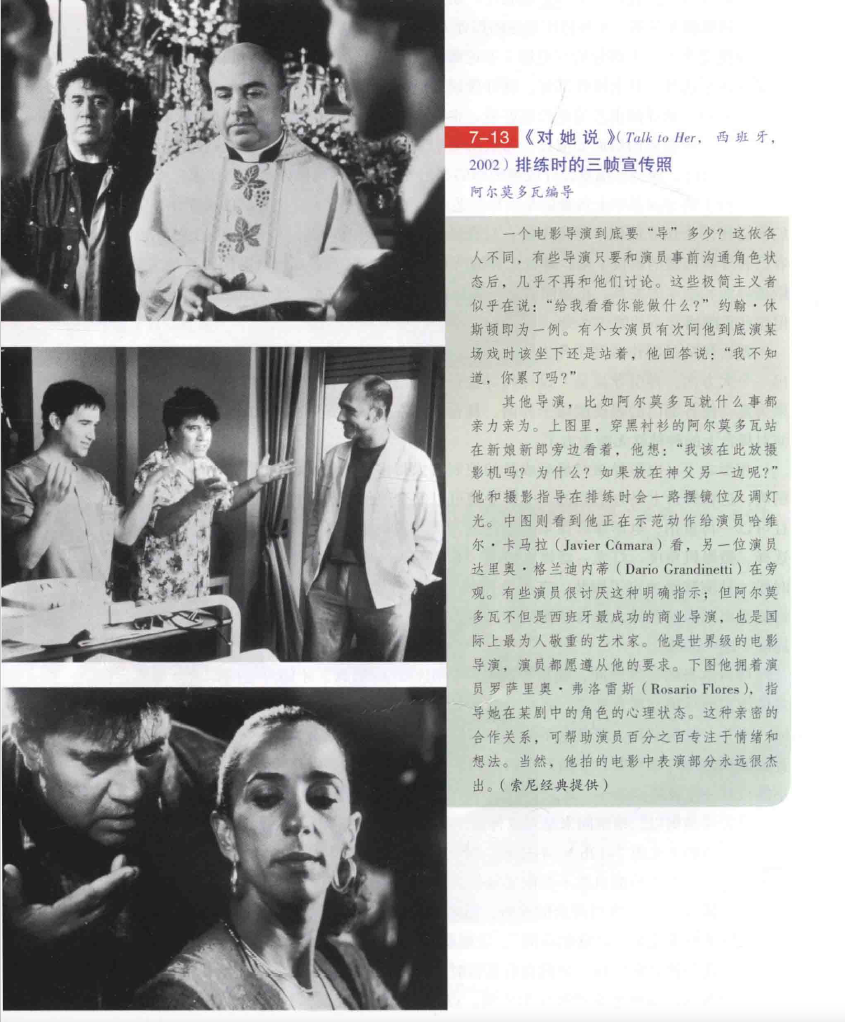 7-13 《对她说》(Talk to Her, 西班牙,
2002) 排练时的三帧宣传照
阿尔莫多瓦编导
一个电影导演到底要“导”多少？这依各
人不同，有些导演只要和演员事前沟通角色状
态后，几乎不再和他们讨论。这些极简主义者
似乎在说：“给我看看你能做什么？”约翰·休
斯顿即为一例。有个女演员有次问他到底演某
场戏时该坐下还是站着，他回答说：“我不知
道，你累了吗？”
其他导演，比如阿尔莫多瓦就什么事都
亲力亲为。上图里，穿黑衬衫的阿尔莫多瓦站
在新娘新郎旁边看着，他想：“我该在此放摄
影机吗？为什么？如果放在神父另一边呢？”
他和摄影指导在排练时会一路摆镜位及调灯
光。中图则看到他正在示范动作给演员哈维
尔·卡马拉（Javier Cámara）看，另一位演员
达里奥·格兰迪内蒂（Dario Grandinetti）在旁
观。有些演员很讨厌这种明确指示；但阿尔莫
多瓦不但是西班牙最成功的商业导演，也是国
际上最为人敬重的艺术家。他是世界级的电影
导演，演员都愿遵从他的要求。下图他拥着演
员罗萨里奥·弗洛雷斯（Rosario Flores），指
导她在某剧中的角色的心理状态。这种亲密的
合作关系，可帮助演员百分之百专注于情绪和
想法。当然，他拍的电影中表演部分永远很杰
出。（索尼经典提供）